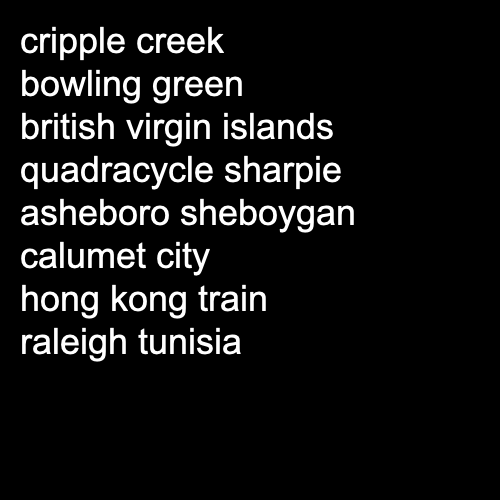 cripple creek
bowling green
british virgin islands
quadracycle sharpie
asheboro sheboygan
calumet city
hong kong train
raleigh tunisia